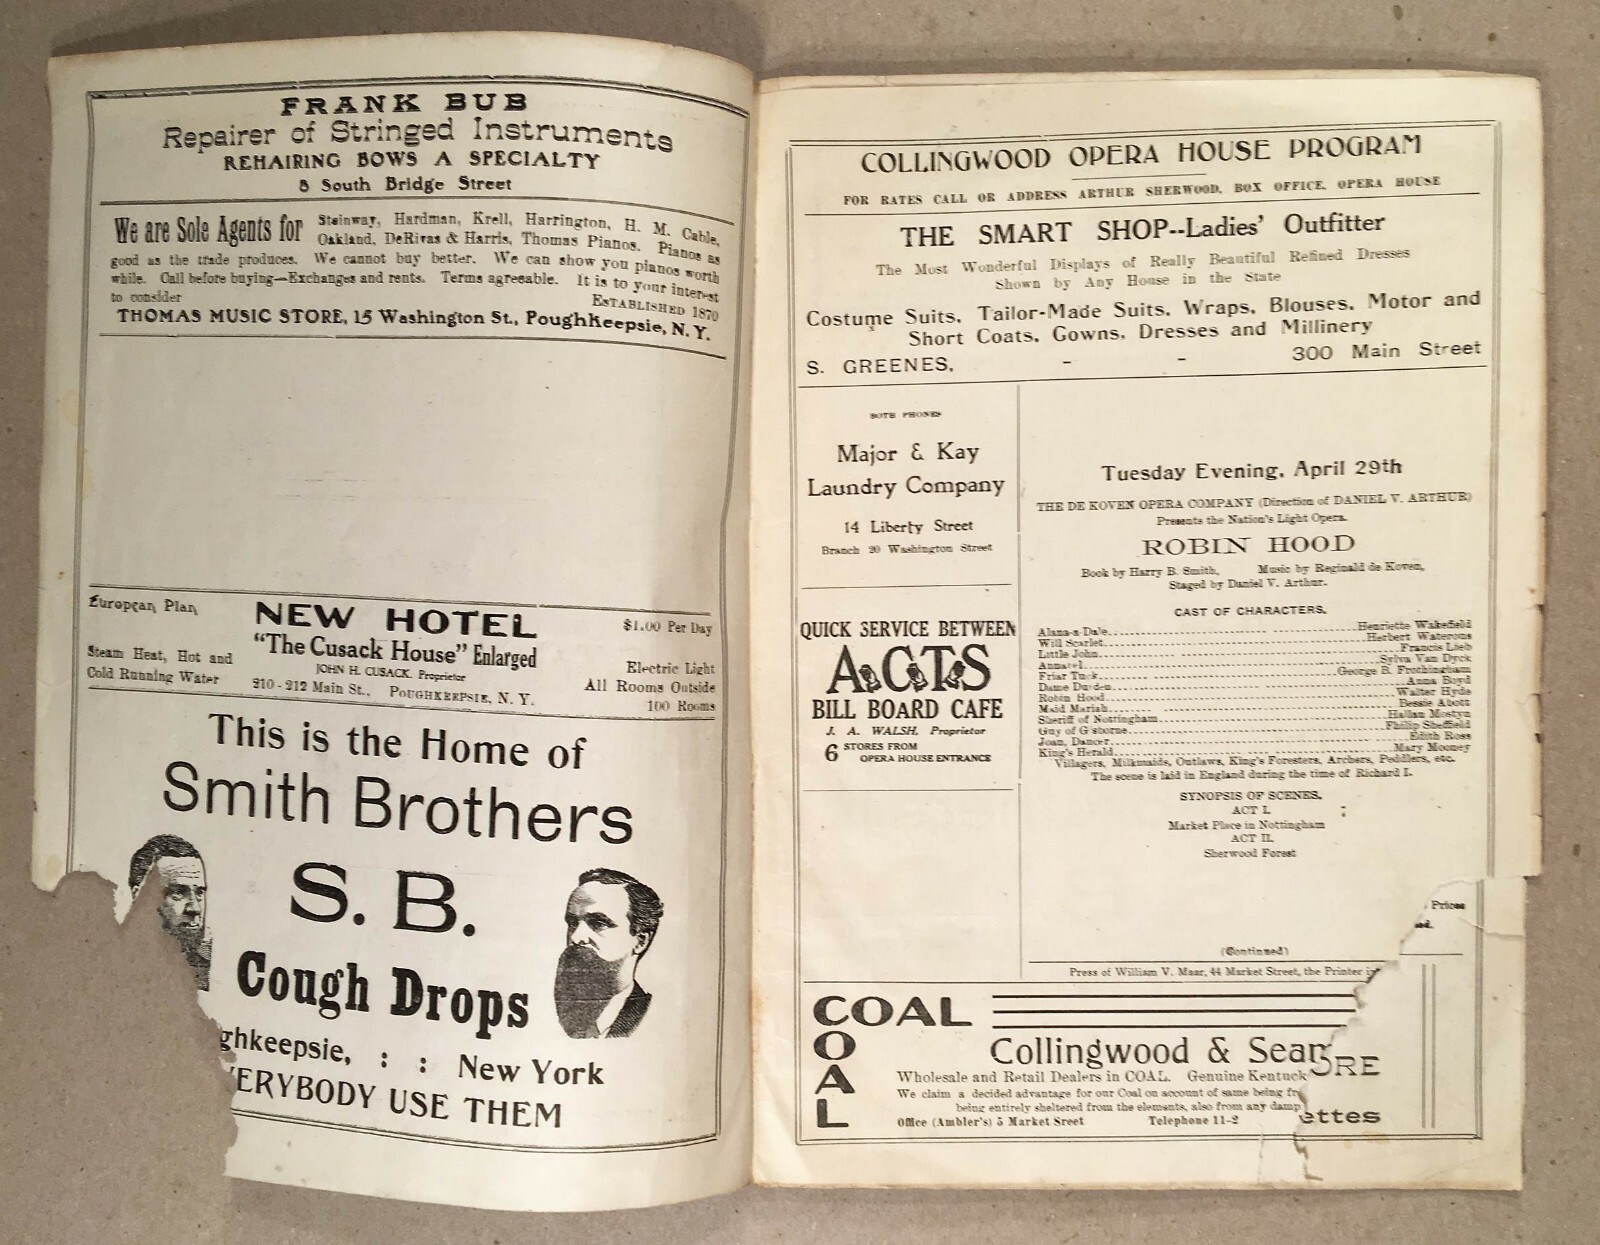 FRANK BUB
Repairer of Stringed Instruments
REHAIRING BOWS A SPECIALTY
8 South Bridge Street
We are Sole Agents for
Steinway, Hardman, Krell, Harrington, H. M. Cable,
Oakland, DeRivas & Harris, Thomas Pianos. Pianos as
good as the trade produces. We cannot buy better. We can show you pianos worth
while. Call before buying—Exchanges and rents. Terms agreeable. It is to your interest
to consider
ESTABLISHED 1870
THOMAS MUSIC STORE, 15 Washington St., Poughkeepsie, N. Y.
European Plan
NEW HOTEL
$1.00 Per Day
"The Cusack House" Enlarged
Steam Heat, Hot and
Cold Running Water
JOHN H. CUSACK, Proprietor
210-212 Main St., POUGHKEEPSIE, N. Y.
Electric Light
All Rooms Outside
100 Rooms
This is the Home of
Smith Brothers
S. B.
Cough Drops
ghkeepsie, : : New York
ERYBODY USE THEM
COLLINGWOOD OPERA HOUSE PROGRAM
FOR RATES CALL OR ADDRESS ARTHUR SHERWOOD, BOX OFFICE, OPERA HOUSE
THE SMART SHOP--Ladies' Outfitter
The Most Wonderful Displays of Really Beautiful Refined Dresses
Shown by Any House in the State
Costume Suits, Tailor-Made Suits, Wraps, Blouses, Motor and
Short Coats, Gowns, Dresses and Millinery
S. GREENES, - - 300 Main Street
BOTH PHONES
Major & Kay
Laundry Company
14 Liberty Street
Branch 20 Washington Street
QUICK SERVICE BETWEEN
ACTS
BILL BOARD CAFE
J. A. WALSH, Proprietor
6 STORES FROM
OPERA HOUSE ENTRANCE
Tuesday Evening, April 29th
THE DE KOVEN OPERA COMPANY (Direction of DANIEL V. ARTHUR)
Presents the Nation's Light Opera,
ROBIN HOOD
Book by Harry B. Smith, Music by Reginald de Koven,
Staged by Daniel V. Arthur.
CAST OF CHARACTERS.
Alana-a-Dale Henriette Wakefield
Will Scarlet Herbert Waterous
Little John Francis Lieb
Annabel Sylva Van Dyck
Friar Tuck George B. Frothingham
Dame Durden Anna Boyd
Robin Hood Walter Hyde
Maid Marian Bessie Abott
Sheriff of Nottingham Hallan Mostyn
Guy of Gisborne Philip Sheffield
Joan, Dancer Edith Ross
King's Herald Mary Mooney
Villagers, Milkmaids, Outlaws, King's Foresters, Archers, Peddlers, etc.
The scene is laid in England during the time of Richard I.
SYNOPSIS OF SCENES.
ACT I.
Market Place in Nottingham
ACT II.
Sherwood Forest
Prices
ed.
(Continued)
Press of William V. Maar, 44 Market Street, the Printer
COAL
COAL
Collingwood & Sea
ORE
Wholesale and Retail Dealers in COAL. Genuine Kentuck
We claim a decided advantage for our Coal on account of same being fr
being entirely sheltered from the elements, also from any damp
ettes
Office (Ambler's) 5 Market Sreet Telephone 11-2